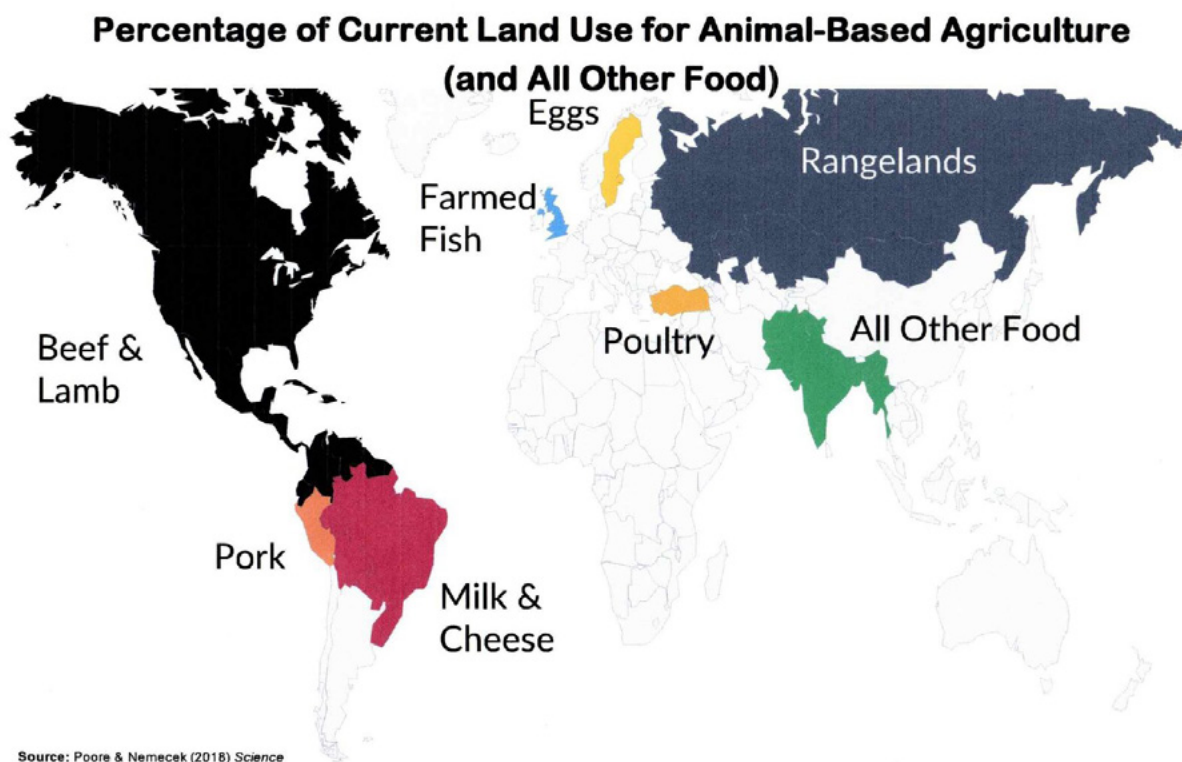 Percentage of Current Land Use for Animal-Based Agriculture
(and All Other Food)
Eggs
Rangelands
Farmed
Fish
Poultry
All Other Food
Beef &
Lamb
Pork
Milk &
Cheese
Source: Poore & Nemecek (2018) Science